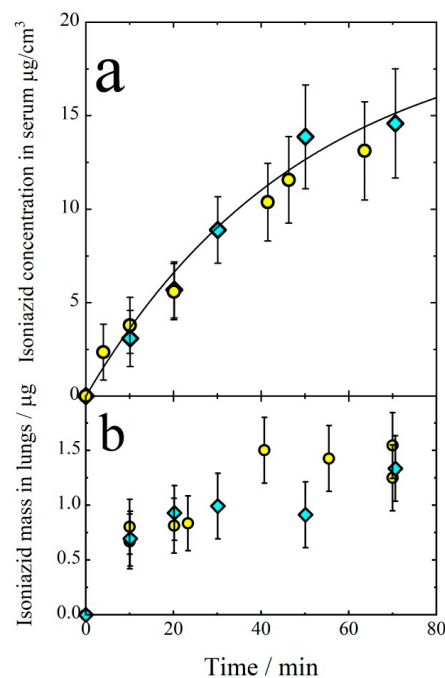 Isoniazid concentration in serum µg/cm³
20
a
15
10
5
0
Isoniazid mass in lungs / µg
b
1.5
1.0
0.5
0.0
0 20 40 60 80
Time / min